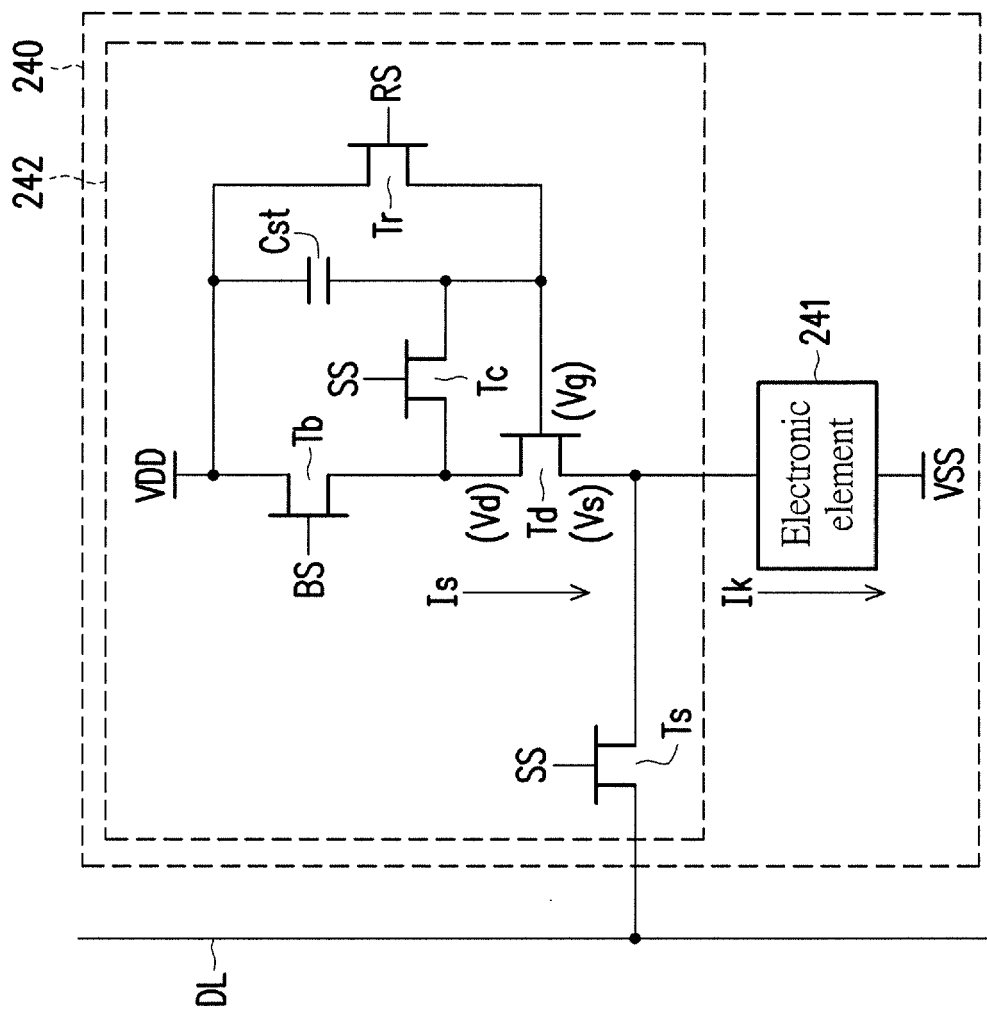 240
242
VDD
Tb
BS
Cst
SS
Tc
Tr
RS
(Vd)
Td
(Vs)
(Vg)
Is
SS
Ts
DL
Ik
Electronic
element
241
VSS